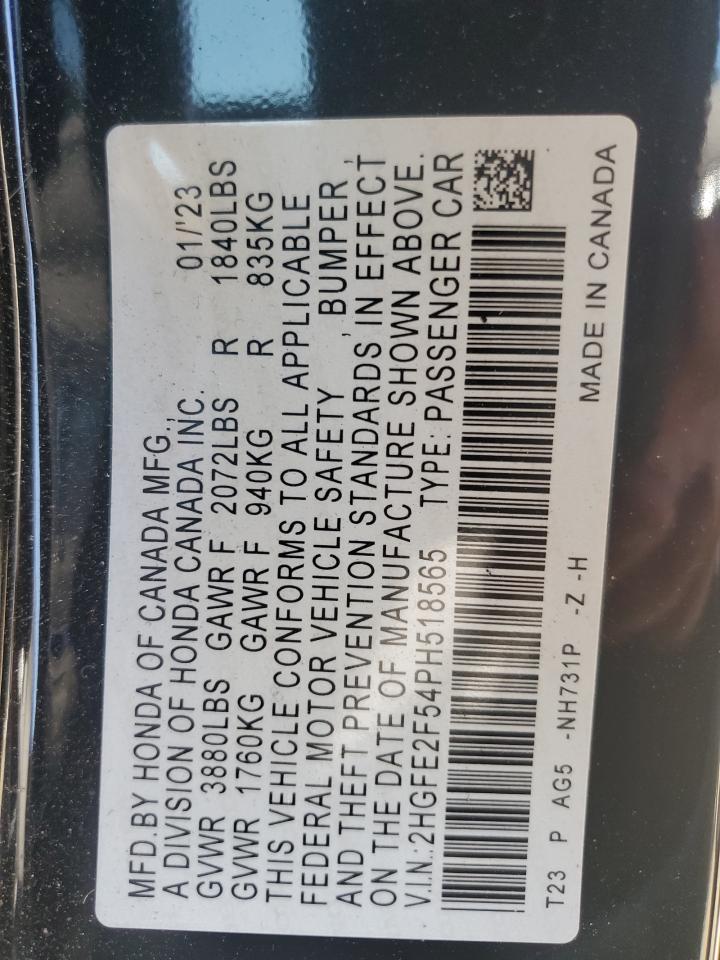 MFD.BY HONDA OF CANADA MFG.,
A DIVISION OF HONDA CANADA INC. 01/'23
GVWR 3880LBS GAWR F 2072LBS R 1840LBS
GVWR 1760KG GAWR F 940KG R 835KG
THIS VEHICLE CONFORMS TO ALL APPLICABLE
FEDERAL MOTOR VEHICLE SAFETY , BUMPER ,
AND THEFT PREVENTION STANDARDS IN EFFECT
ON THE DATE OF MANUFACTURE SHOWN ABOVE.
V.I.N.:2HGFE2F54PH518565 TYPE: PASSENGER CAR
T23 P AG5 -NH731P -Z -H
MADE IN CANADA